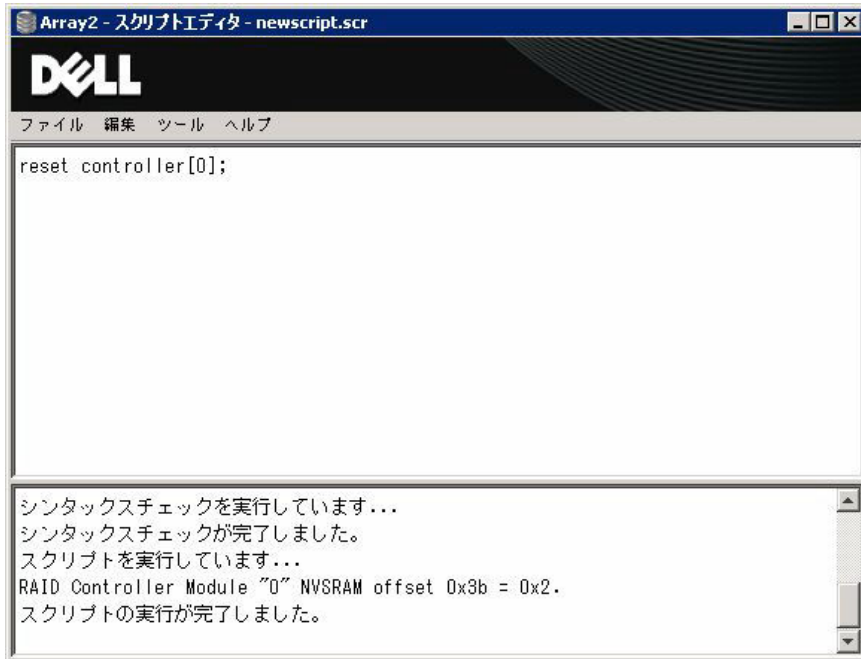 Array2 - スクリプトエディタ - newscript.scr
DELL
ファイル 編集 ツール ヘルプ
reset controller[0];
シンタックスチェックを実行しています...
シンタックスチェックが完了しました。
スクリプトを実行しています...
RAID Controller Module "0" NVSRAM offset 0x3b = 0x2.
スクリプトの実行が完了しました。